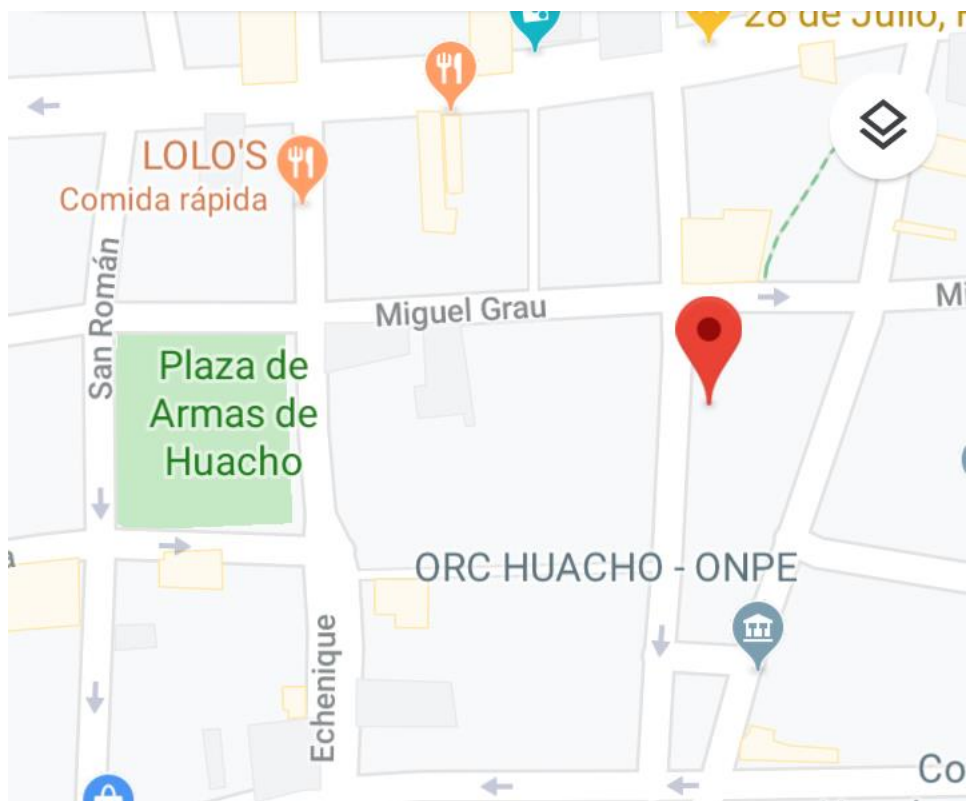 28 de Julio,
LOLO'S
Comida rápida
San Román
Miguel Grau
Plaza de
Armas de
Huacho
ORC HUACHO - ONPE
Echenique